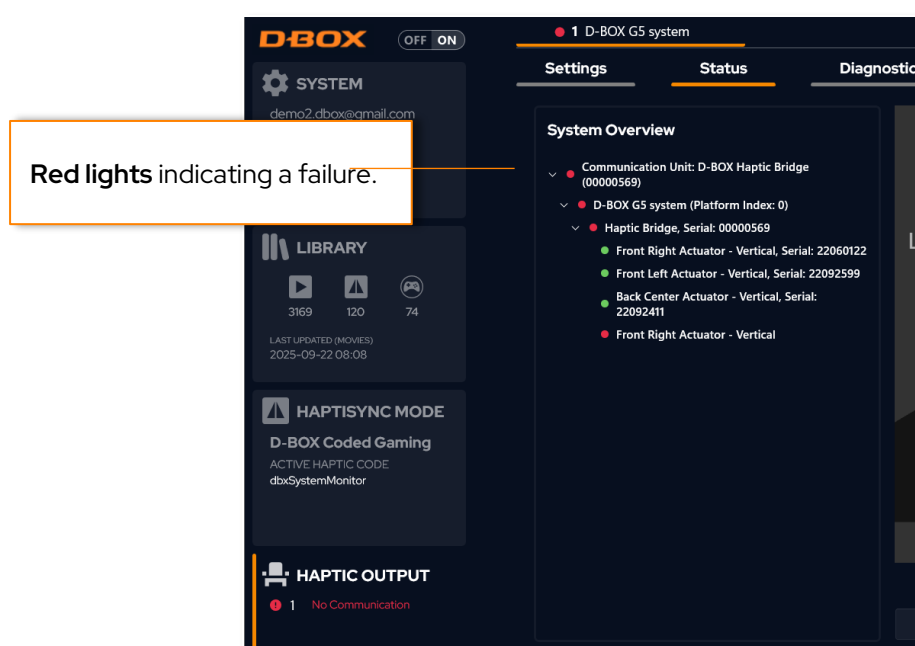 D-BOX
OFF ON
1 D-BOX G5 system
Settings
Status
Diagnostic
SYSTEM
demo2.dbox@gmail.com
Red lights indicating a failure.
System Overview
Communication Unit: D-BOX Haptic Bridge
(00000569)
D-BOX G5 system (Platform Index: 0)
Haptic Bridge, Serial: 00000569
Front Right Actuator - Vertical, Serial: 22060122
Front Left Actuator - Vertical, Serial: 22092599
Back Center Actuator - Vertical, Serial:
22092411
Front Right Actuator - Vertical
L
LIBRARY
3169
120
74
LAST UPDATED (MOVIES)
2025-09-22 08:08
HAPTISYNC MODE
D-BOX Coded Gaming
ACTIVE HAPTIC CODE
dbxSystemMonitor
HAPTIC OUTPUT
1 No Communication